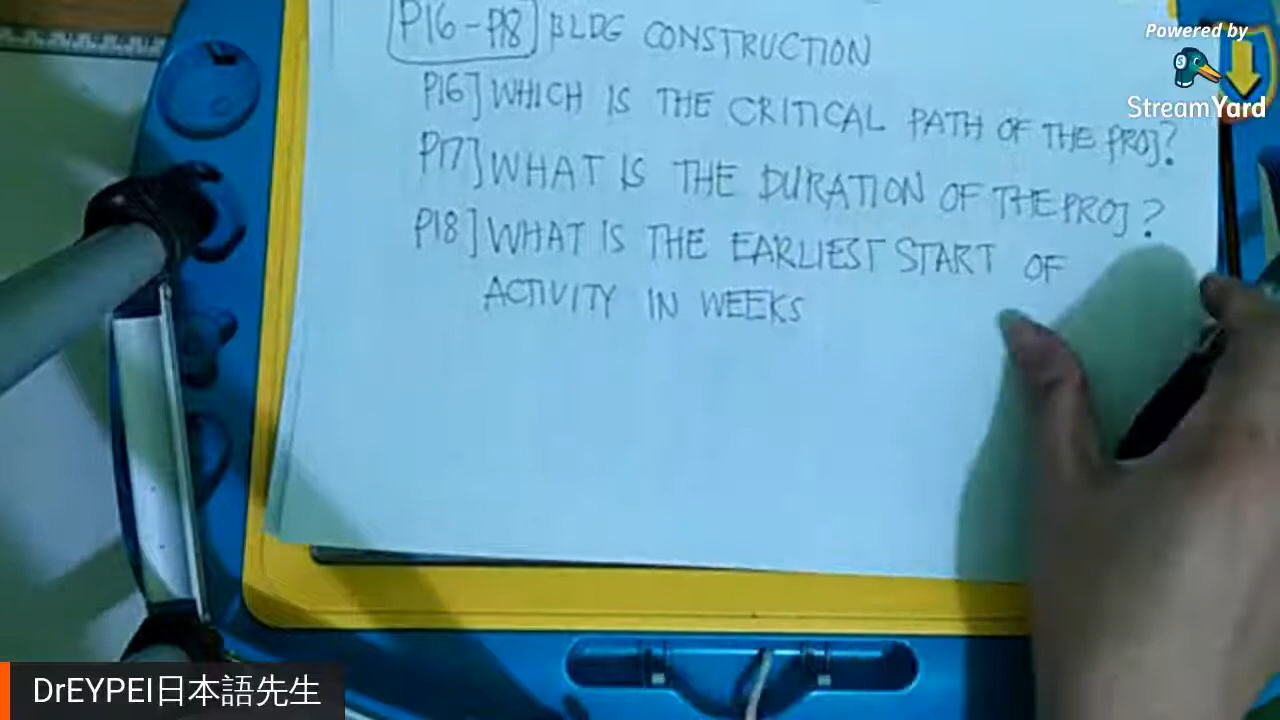 P16-P18 BLDG CONSTRUCTION
P16] WHICH IS THE CRITICAL PATH OF THE PROJ?
P17] WHAT IS THE DURATION OF THE PROJ?
P18] WHAT IS THE EARLIEST START OF
ACTIVITY IN WEEKS
Powered by
StreamYard
DrEYPEI日本語先生